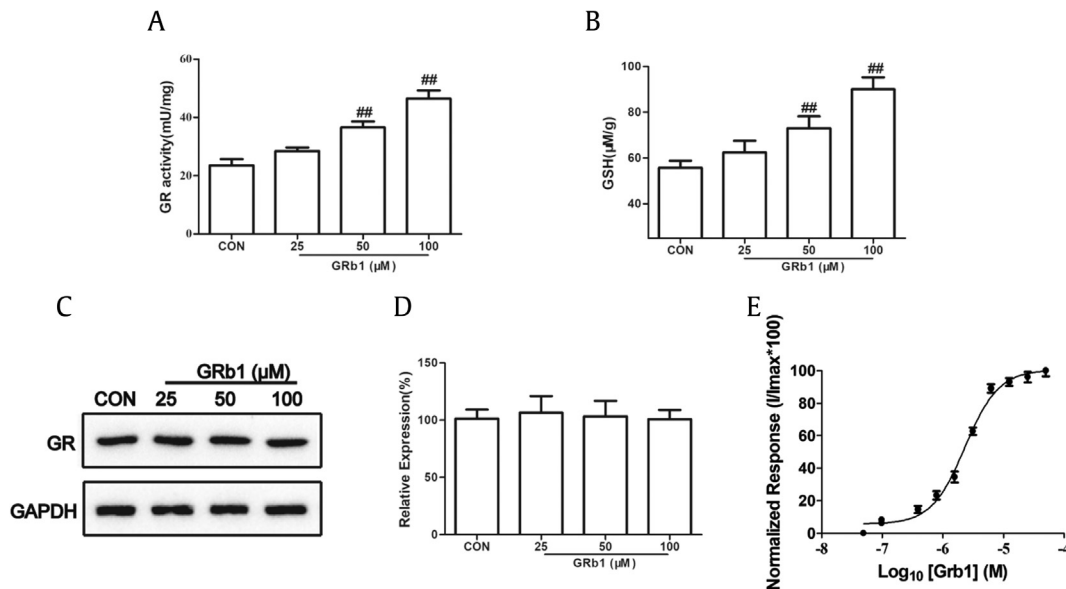 A
GR activity(mU/mg)
60
40
20
0
##
##
CON
25
50
100
GRb1 (μM)
B
GSH(μM/g)
100
80
60
40
##
##
CON
25
50
100
GRb1 (μM)
C
GRb1 (μM)
CON 25 50 100
GR
GAPDH
D
Relative Expression(%)
150
100
50
0
CON
25
50
100
GRb1 (μM)
E
Normalized Response (I/Imax*100)
100
80
60
40
20
0
-8
-7
-6
-5
-4
Log10 [Grb1] (M)